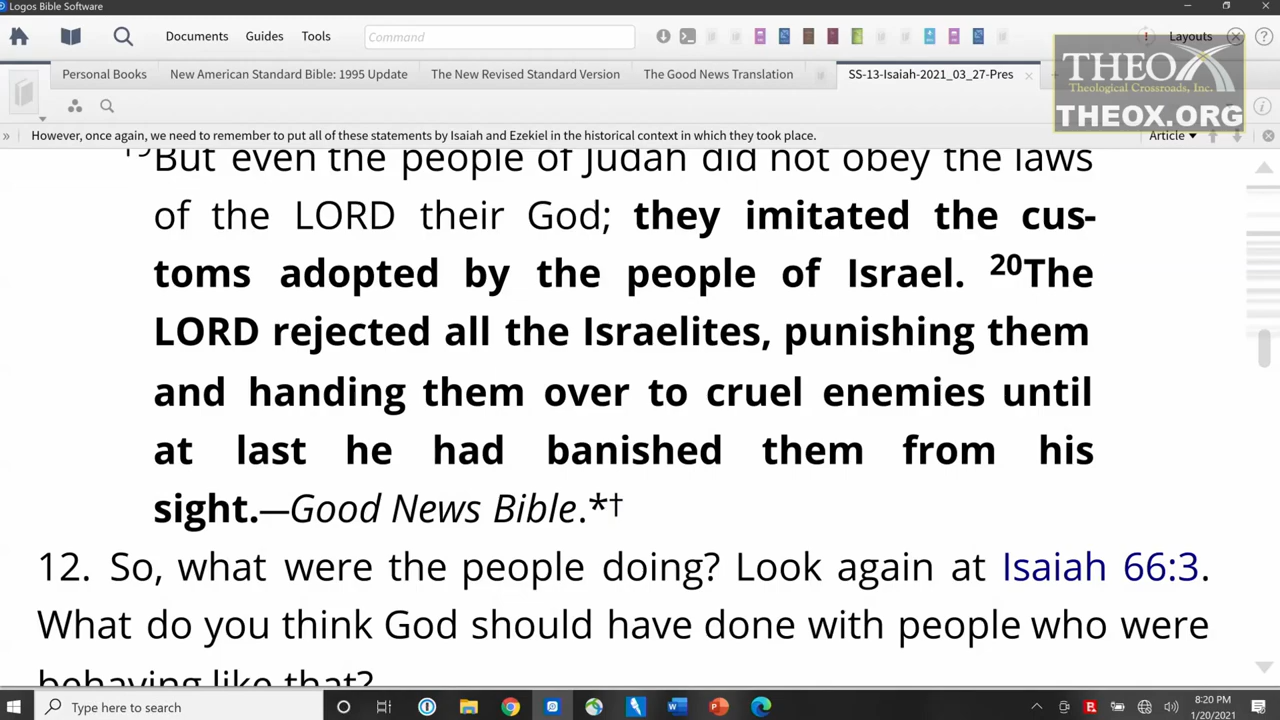 Logos Bible Software
Documents Guides Tools Command Layouts
Personal Books New American Standard Bible: 1995 Update The New Revised Standard Version The Good News Translation SS-13-Isaiah-2021_03_27-Pres
THEOX
Theological Crossroads, Inc.
THEOX.ORG
However, once again, we need to remember to put all of these statements by Isaiah and Ezekiel in the historical context in which they took place. Article
19 But even the people of Judah did not obey the laws
of the LORD their God; they imitated the cus-
toms adopted by the people of Israel. 20The
LORD rejected all the Israelites, punishing them
and handing them over to cruel enemies until
at last he had banished them from his
sight.—Good News Bible.*†
12. So, what were the people doing? Look again at Isaiah 66:3.
What do you think God should have done with people who were
behaving like that?
Type here to search
8:20 PM
1/20/2021